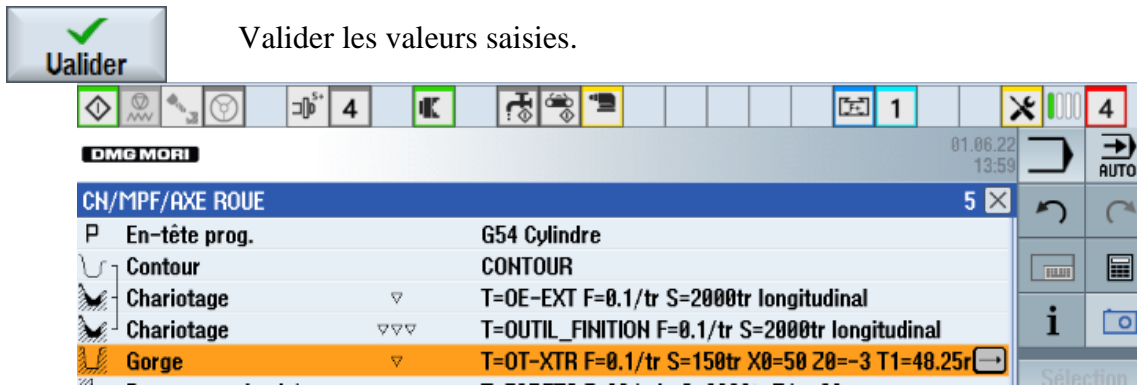 Valider
Valider les valeurs saisies.
S+
3
4
1
4
DMG MORI
01.06.22
13:59
AUTO
CN/MPF/AXE ROUE 5
P En-tête prog. G54 Cylindre
Contour CONTOUR
Chariotage ▽ T=OE-EXT F=0.1/tr S=2000tr longitudinal
Chariotage ▽▽▽ T=OUTIL_FINITION F=0.1/tr S=2000tr longitudinal
Gorge ▽ T=OT-XTR F=0.1/tr S=150tr X0=50 Z0=-3 T1=48.25r
i
Sélection